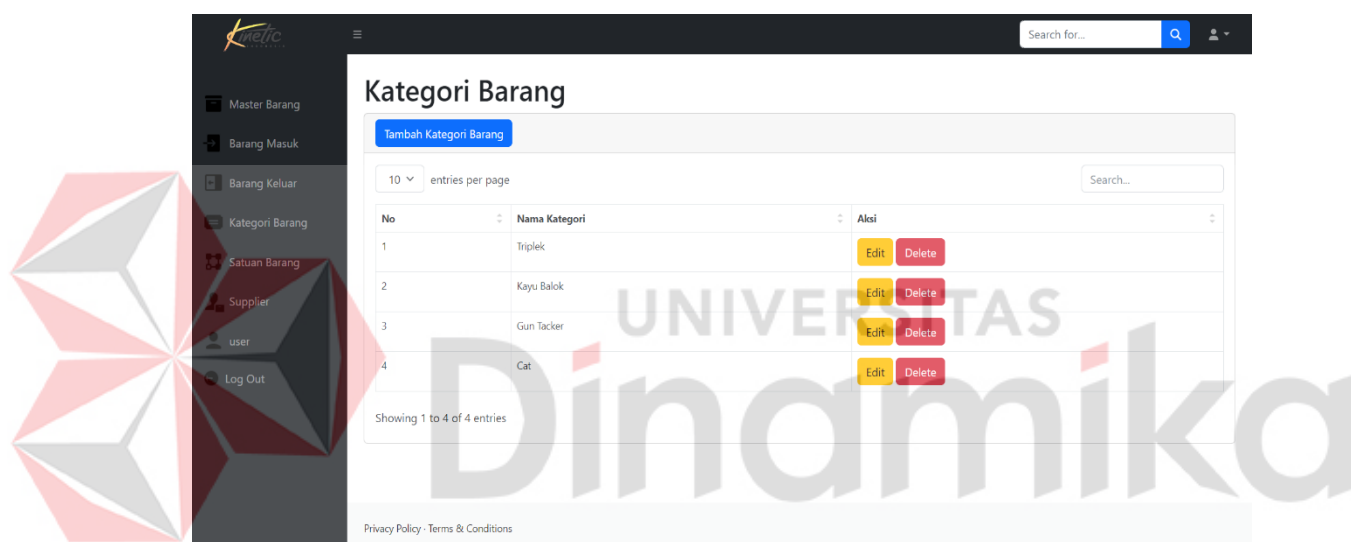 Kinetic
Search for...
Master Barang
Barang Masuk
Barang Keluar
Kategori Barang
Satuan Barang
Supplier
user
Log Out
Kategori Barang
Tambah Kategori Barang
10 entries per page
Search...
No Nama Kategori Aksi
1 Triplek Edit Delete
2 Kayu Balok Edit Delete
3 Gun Tacker Edit Delete
4 Cat Edit Delete
Showing 1 to 4 of 4 entries
Privacy Policy · Terms & Conditions
UNIVERSITAS
Dinamika